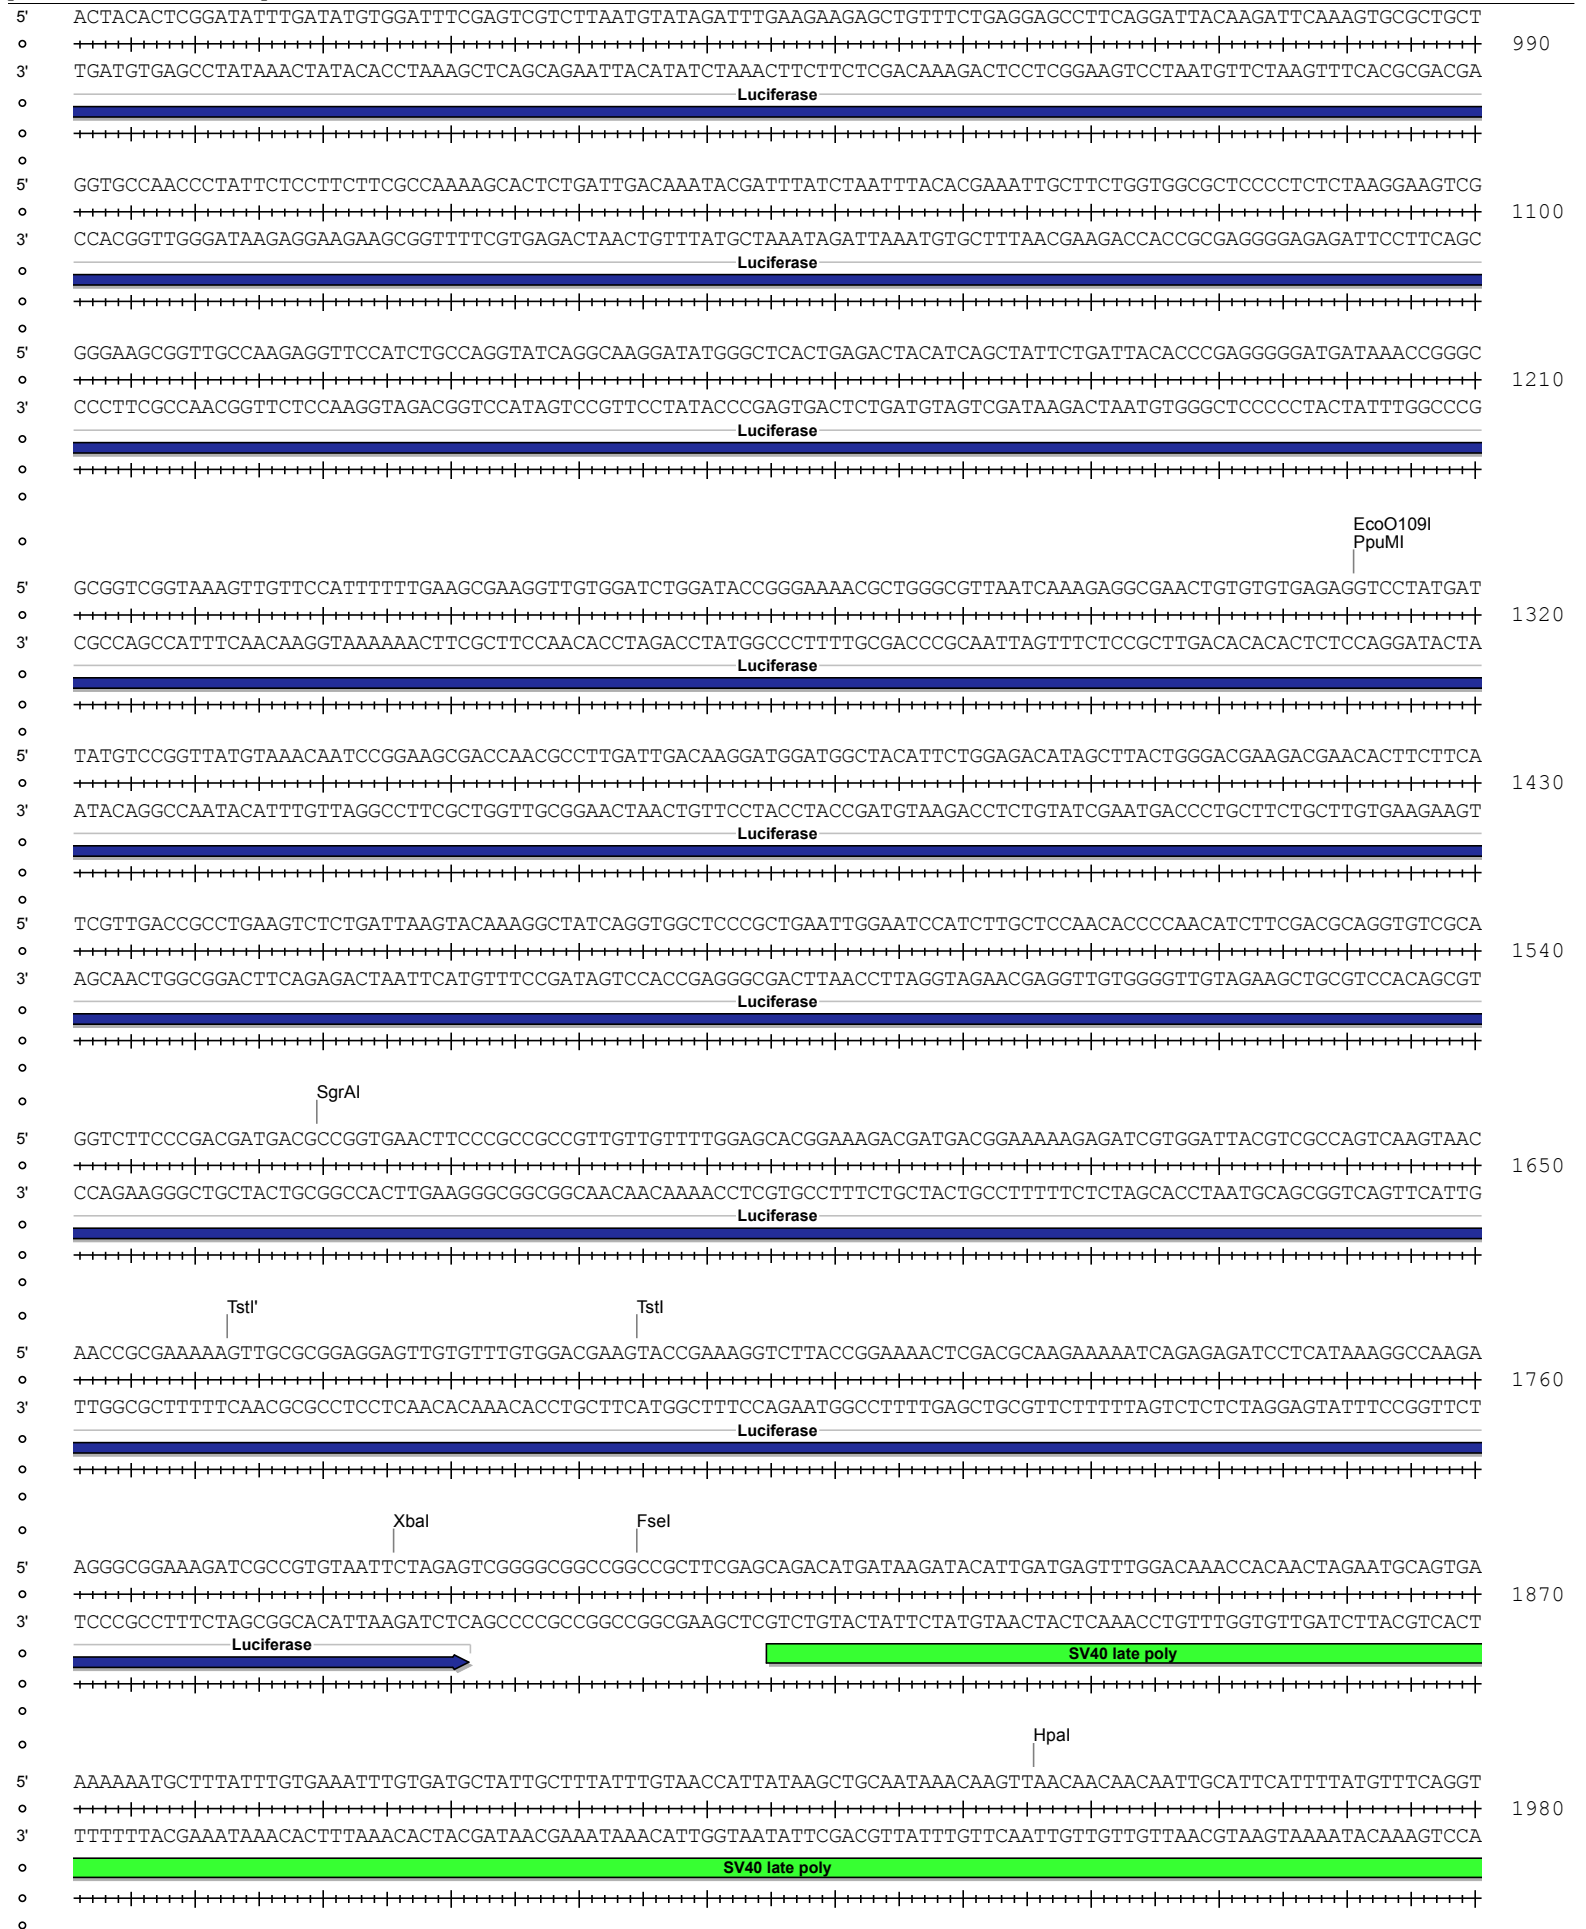 5' ACTACACTCGGATATTTGATATGTGGATTTCGAGTCGTCTTAATGTATAGATTTGAAGAAGAGCTGTTTCTGAGGAGCCTTCAGGATTACAAGATTCAAAGTGCGCTGCT
990
3' TGATGTGAGCCTATAAACTATACACCTAAAGCTCAGCAGAATTACATATCTAAACTTCTTCTCGACAAAGACTCCTCGGAAGTCCTAATGTTCTAAGTTTCACGCGACGA
Luciferase
5' GGTGCCAACCCTATTCTCCTTCTTCGCCAAAAGCACTCTGATTGACAAATACGATTTATCTAATTTACACGAAATTGCTTCTGGTGGCGCTCCCCTCTCTAAGGAAGTCG
1100
3' CCACGGTTGGGATAAGAGGAAGAAGCGGTTTTCGTGAGACTAACTGTTTATGCTAAATAGATTAAATGTGCTTTAACGAAGACCACCGCGAGGGGAGAGATTCCTTCAGC
Luciferase
5' GGGAAGCGGTTGCCAAGAGGTTCCATCTGCCAGGTATCAGGCAAGGATATGGGCTCACTGAGACTACATCAGCTATTCTGATTACACCCGAGGGGGATGATAAACCGGGC
1210
3' CCCTTCGCCAACGGTTCTCCAAGGTAGACGGTCCATAGTCCGTTCCTATACCCGAGTGACTCTGATGTAGTCGATAAGACTAATGTGGGCTCCCCCTACTATTTGGCCCG
Luciferase
EcoO109I
PpuMI
5' GCGGTCGGTAAAGTTGTTCCATTTTTTGAAGCGAAGGTTGTGGATCTGGATACCGGGAAAACGCTGGGCGTTAATCAAAGAGGCGAACTGTGTGTGAGAGGTCCTATGAT
1320
3' CGCCAGCCATTTCAACAAGGTAAAAAACTTCGCTTCCAACACCTAGACCTATGGCCCTTTTGCGACCCGCAATTAGTTTCTCCGCTTGACACACACTCTCCAGGATACTA
Luciferase
5' TATGTCCGGTTATGTAAACAATCCGGAAGCGACCAACGCCTTGATTGACAAGGATGGATGGCTACATTCTGGAGACATAGCTTACTGGGACGAAGACGAACACTTCTTCA
1430
3' ATACAGGCCAATACATTTGTTAGGCCTTCGCTGGTTGCGGAACTAACTGTTCCTACCTACCGATGTAAGACCTCTGTATCGAATGACCCTGCTTCTGCTTGTGAAGAAGT
Luciferase
5' TCGTTGACCGCCTGAAGTCTCTGATTAAGTACAAAGGCTATCAGGTGGCTCCCGCTGAATTGGAATCCATCTTGCTCCAACACCCCAACATCTTCGACGCAGGTGTCGCA
1540
3' AGCAACTGGCGGACTTCAGAGACTAATTCATGTTTCCGATAGTCCACCGAGGGCGACTTAACCTTAGGTAGAACGAGGTTGTGGGGTTGTAGAAGCTGCGTCCACAGCGT
Luciferase
SgrAI
5' GGTCTTCCCGACGATGACGCCGGTGAACTTCCCGCCGCCGTTGTTGTTTTGGAGCACGGAAAGACGATGACGGAAAAAGAGATCGTGGATTACGTCGCCAGTCAAGTAAC
1650
3' CCAGAAGGGCTGCTACTGCGGCCACTTGAAGGGCGGCGGCAACAACAAAACCTCGTGCCTTTCTGCTACTGCCTTTTTCTCTAGCACCTAATGCAGCGGTCAGTTCATTG
Luciferase
TstI' TstI
5' AACCGCGAAAAAGTTGCGCGGAGGAGTTGTGTTTGTGGACGAAGTACCGAAAGGTCTTACCGGAAAACTCGACGCAAGAAAAATCAGAGAGATCCTCATAAAGGCCAAGA
1760
3' TTGGCGCTTTTTCAACGCGCCTCCTCAACACAAACACCTGCTTCATGGCTTTCCAGAATGGCCTTTTGAGCTGCGTTCTTTTTAGTCTCTCTAGGAGTATTTCCGGTTCT
Luciferase
XbaI FseI
5' AGGGCGGAAAGATCGCCGTGTAATTCTAGAGTCGGGGCGGCCGGCCGCTTCGAGCAGACATGATAAGATACATTGATGAGTTTGGACAAACCACAACTAGAATGCAGTGA
1870
3' TCCCGCCTTTCTAGCGGCACATTAAGATCTCAGCCCCGCCGGCCGGCGAAGCTCGTCTGTACTATTCTATGTAACTACTCAAACCTGTTTGGTGTTGATCTTACGTCACT
Luciferase SV40 late poly
HpaI
5' AAAAAATGCTTTATTTGTGAAATTTGTGATGCTATTGCTTTATTTGTAACCATTATAAGCTGCAATAAACAAGTTAACAACAACAATTGCATTCATTTTATGTTTCAGGT
1980
3' TTTTTTACGAAATAAACACTTTAAACACTACGATAACGAAATAAACATTGGTAATATTCGACGTTATTTGTTCAATTGTTGTTGTTAACGTAAGTAAAATACAAAGTCCA
SV40 late poly